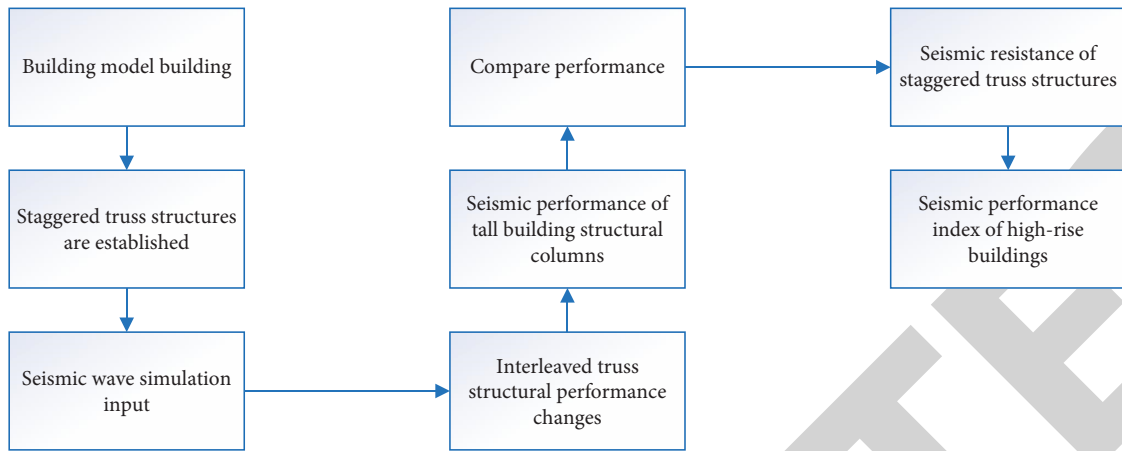 Building model building
Staggered truss structures
are established
Seismic wave simulation
input
Interleaved truss
structural performance
changes
Seismic performance of
tall building structural
columns
Compare performance
Seismic resistance of
staggered truss structures
Seismic performance
index of high-rise
buildings